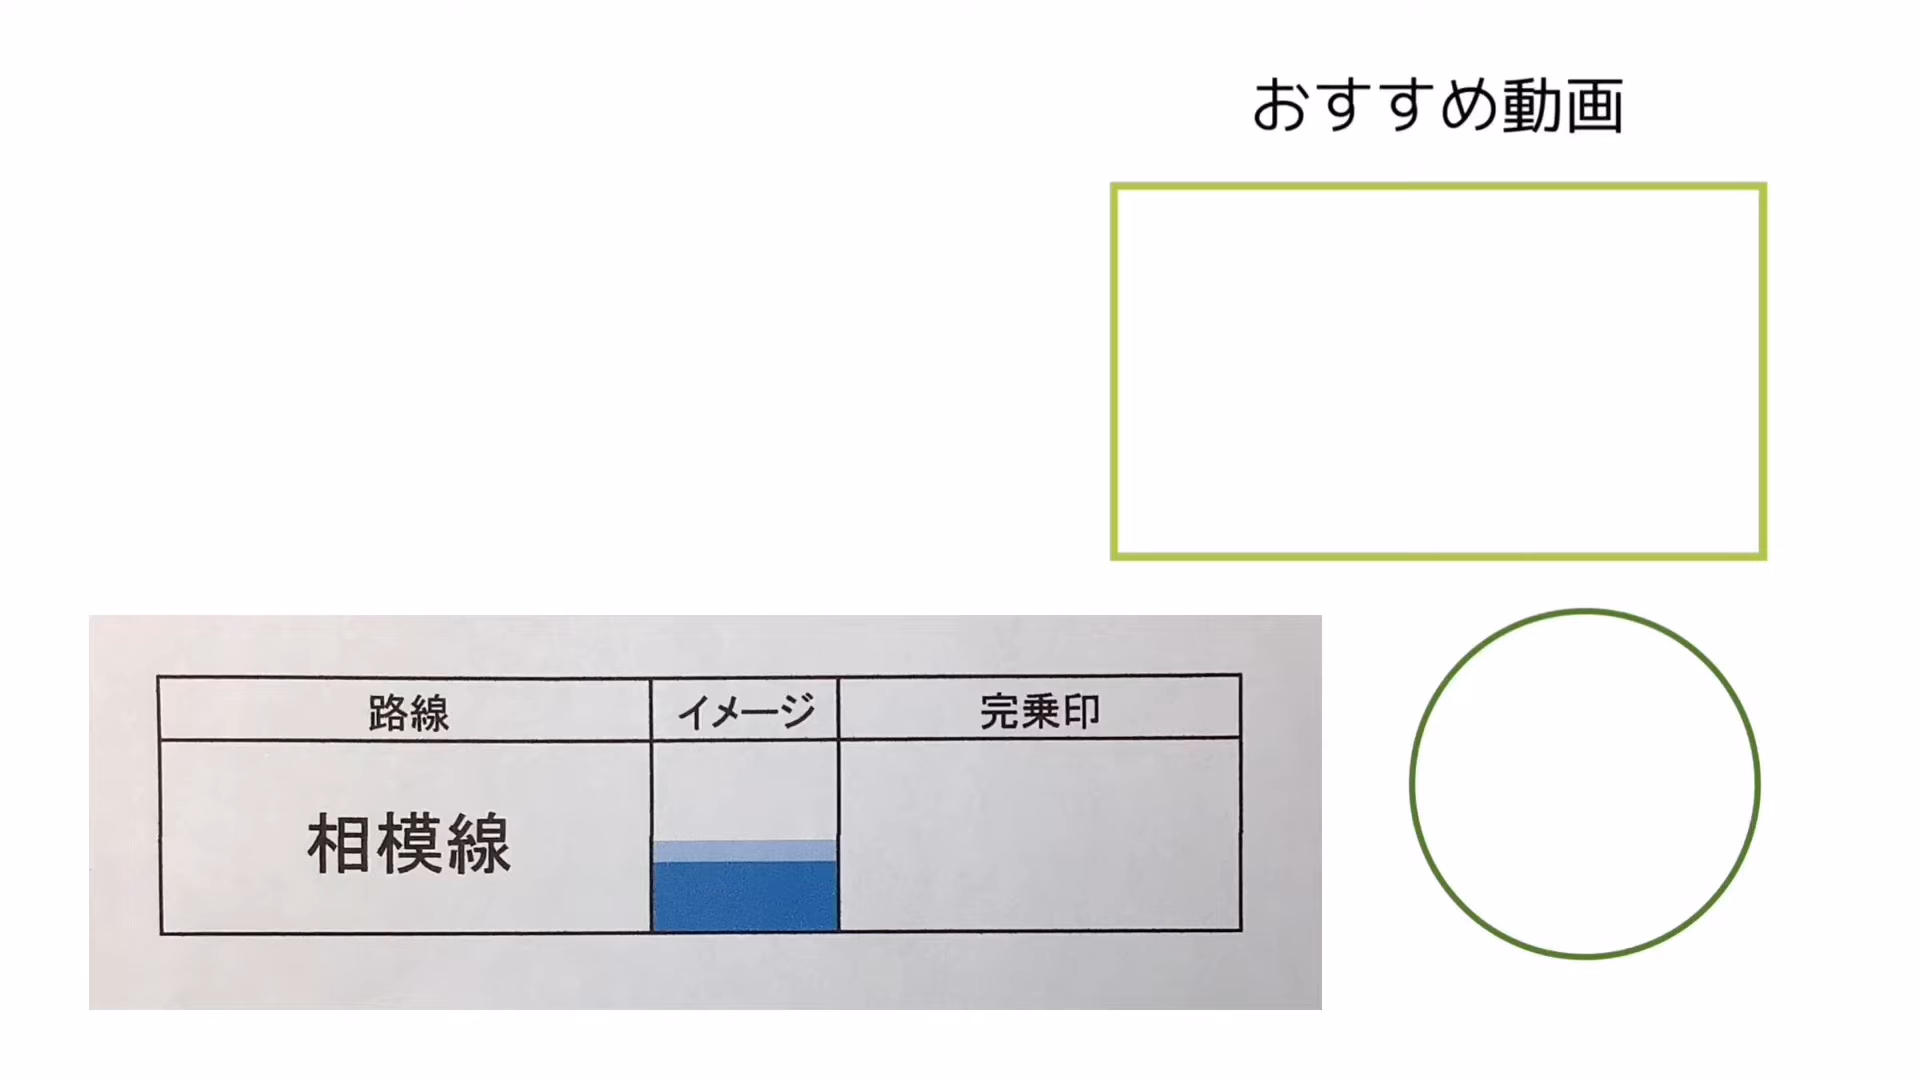 おすすめ動画
路線 イメージ 完乗印
相模線